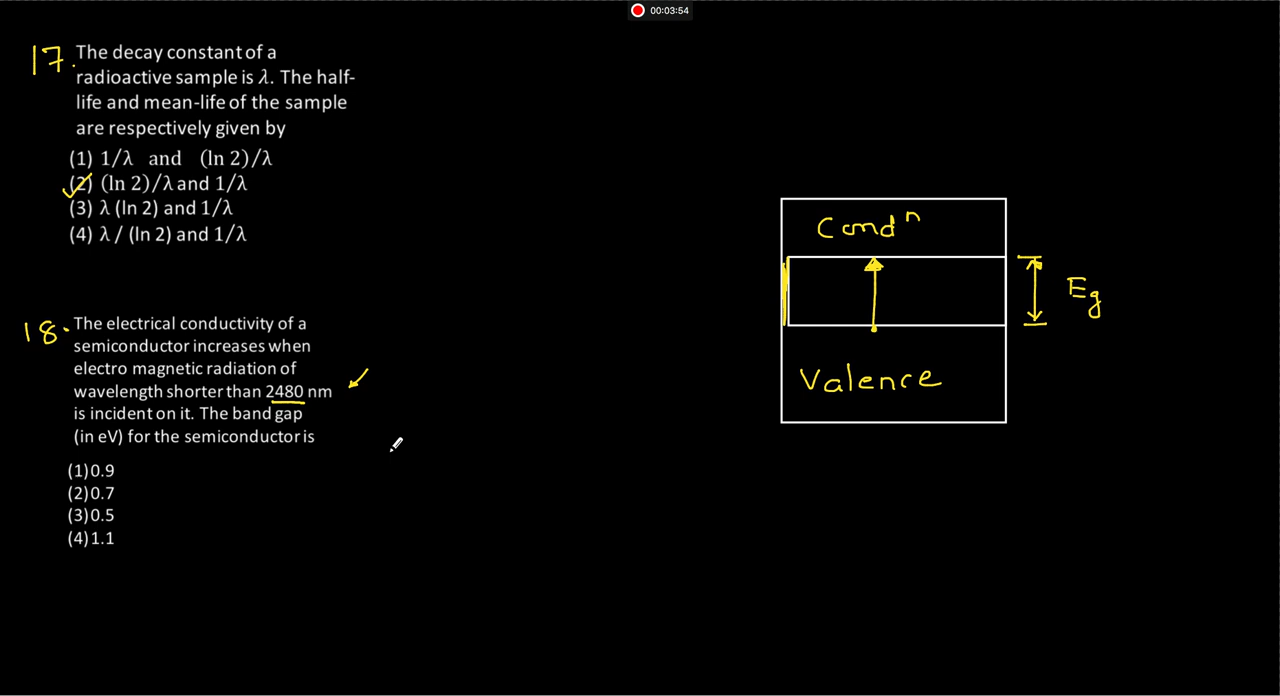 00:03:54
17. The decay constant of a
radioactive sample is λ. The half-
life and mean-life of the sample
are respectively given by
(1) 1/λ and (ln 2)/λ
(2) (ln 2)/λ and 1/λ
(3) λ (ln 2) and 1/λ
(4) λ / (ln 2) and 1/λ
18. The electrical conductivity of a
semiconductor increases when
electro magnetic radiation of
wavelength shorter than 2480 nm
is incident on it. The band gap
(in eV) for the semiconductor is
(1)0.9
(2)0.7
(3)0.5
(4)1.1
Condⁿ
Eg
Valence